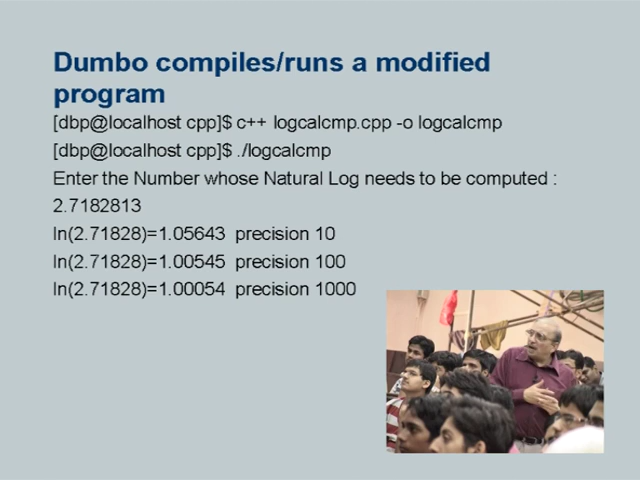 Dumbo compiles/runs a modified
program
[dbp@localhost cpp]$ c++ logcalcmp.cpp -o logcalcmp
[dbp@localhost cpp]$ ./logcalcmp
Enter the Number whose Natural Log needs to be computed :
2.7182813
ln(2.71828)=1.05643  precision 10
ln(2.71828)=1.00545  precision 100
ln(2.71828)=1.00054  precision 1000